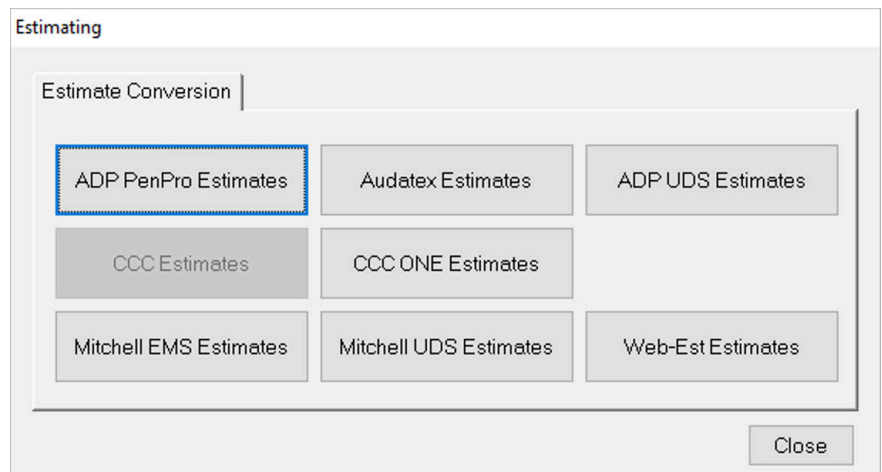 Estimating
Estimate Conversion
ADP PenPro Estimates
Audatex Estimates
ADP UDS Estimates
CCC Estimates
CCC ONE Estimates
Mitchell EMS Estimates
Mitchell UDS Estimates
Web-Est Estimates
Close